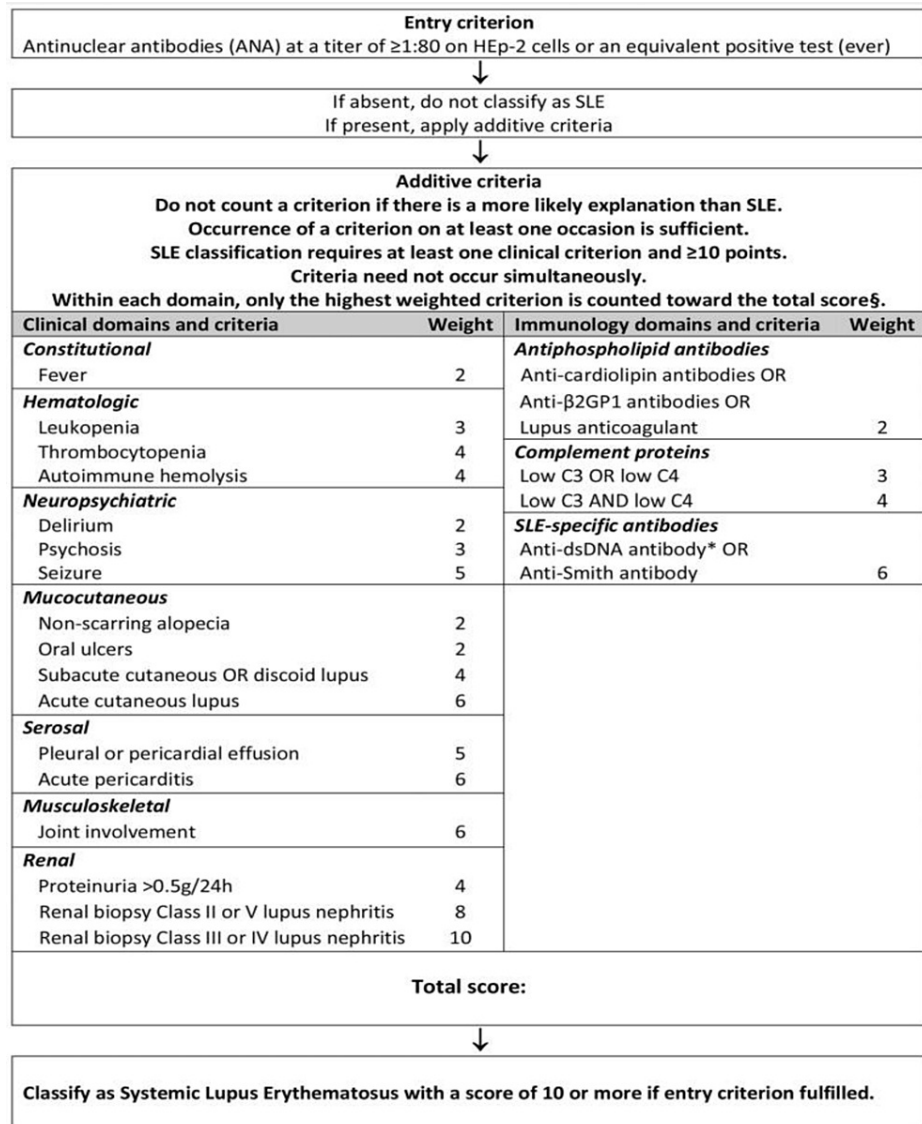 Entry criterion
Antinuclear antibodies (ANA) at a titer of ≥1:80 on HEp-2 cells or an equivalent positive test (ever)
↓
If absent, do not classify as SLE
If present, apply additive criteria
↓
Additive criteria
Do not count a criterion if there is a more likely explanation than SLE.
Occurrence of a criterion on at least one occasion is sufficient.
SLE classification requires at least one clinical criterion and ≥10 points.
Criteria need not occur simultaneously.
Within each domain, only the highest weighted criterion is counted toward the total score§.
Clinical domains and criteria Weight
Constitutional
Fever 2
Hematologic
Leukopenia 3
Thrombocytopenia 4
Autoimmune hemolysis 4
Neuropsychiatric
Delirium 2
Psychosis 3
Seizure 5
Mucocutaneous
Non-scarring alopecia 2
Oral ulcers 2
Subacute cutaneous OR discoid lupus 4
Acute cutaneous lupus 6
Serosal
Pleural or pericardial effusion 5
Acute pericarditis 6
Musculoskeletal
Joint involvement 6
Renal
Proteinuria >0.5g/24h 4
Renal biopsy Class II or V lupus nephritis 8
Renal biopsy Class III or IV lupus nephritis 10
Immunology domains and criteria Weight
Antiphospholipid antibodies
Anti-cardiolipin antibodies OR
Anti-β2GP1 antibodies OR
Lupus anticoagulant 2
Complement proteins
Low C3 OR low C4 3
Low C3 AND low C4 4
SLE-specific antibodies
Anti-dsDNA antibody* OR
Anti-Smith antibody 6
Total score:
↓
Classify as Systemic Lupus Erythematosus with a score of 10 or more if entry criterion fulfilled.